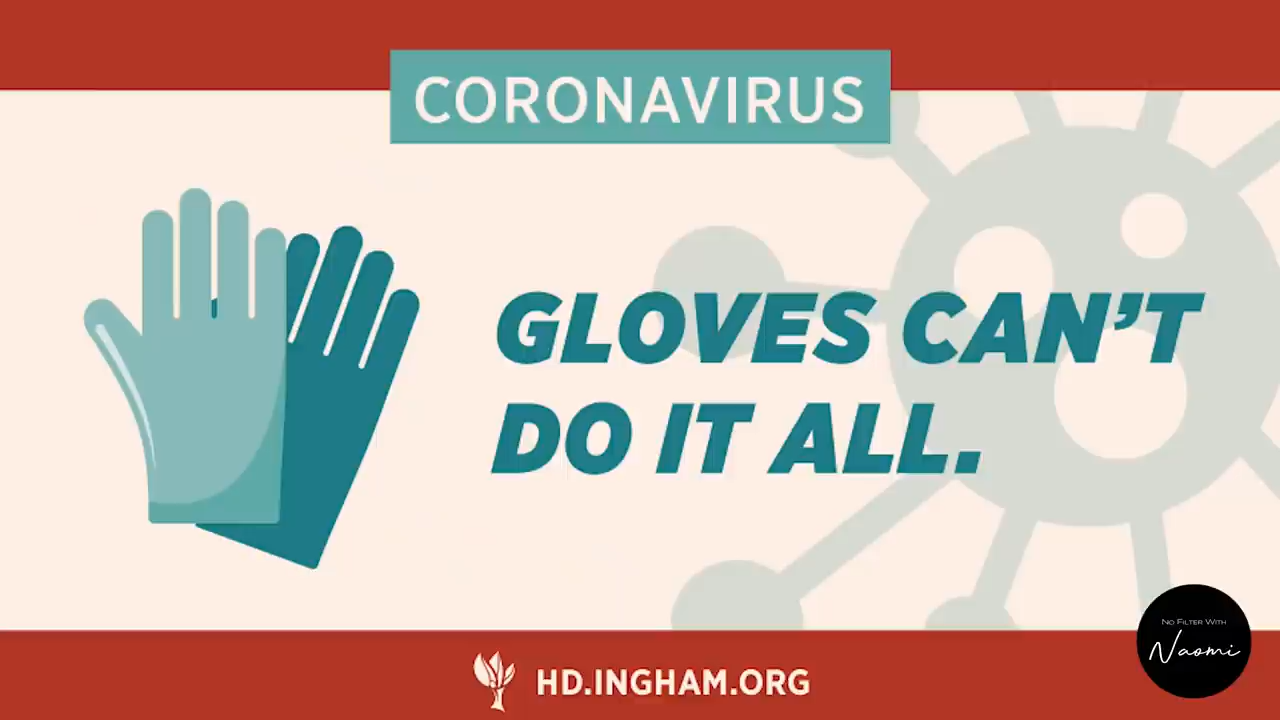 CORONAVIRUS
GLOVES CAN'T
DO IT ALL.
HD.INGHAM.ORG
NO FILTER WITH
Naomi